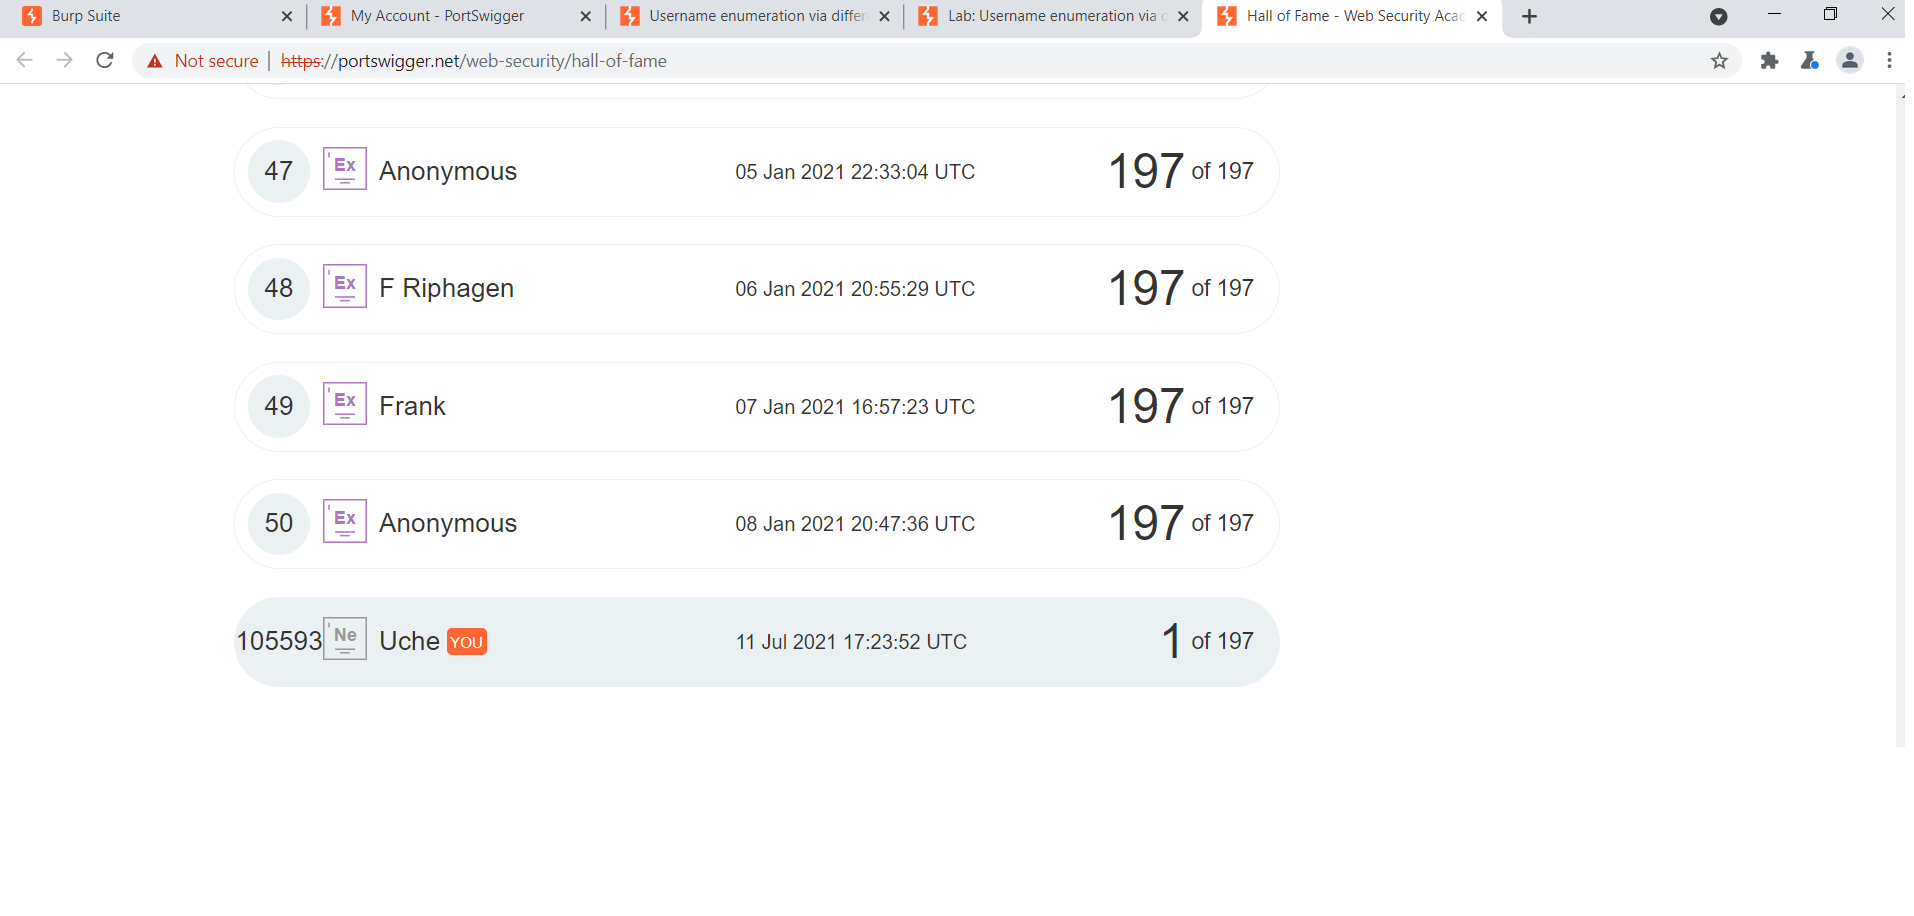 Burp Suite
My Account - PortSwigger
Username enumeration via differ
Lab: Username enumeration via
Hall of Fame - Web Security Aca
Not secure | https://portswigger.net/web-security/hall-of-fame
47 Ex Anonymous 05 Jan 2021 22:33:04 UTC 197 of 197
48 Ex F Riphagen 06 Jan 2021 20:55:29 UTC 197 of 197
49 Ex Frank 07 Jan 2021 16:57:23 UTC 197 of 197
50 Ex Anonymous 08 Jan 2021 20:47:36 UTC 197 of 197
105593 Ne Uche YOU 11 Jul 2021 17:23:52 UTC 1 of 197